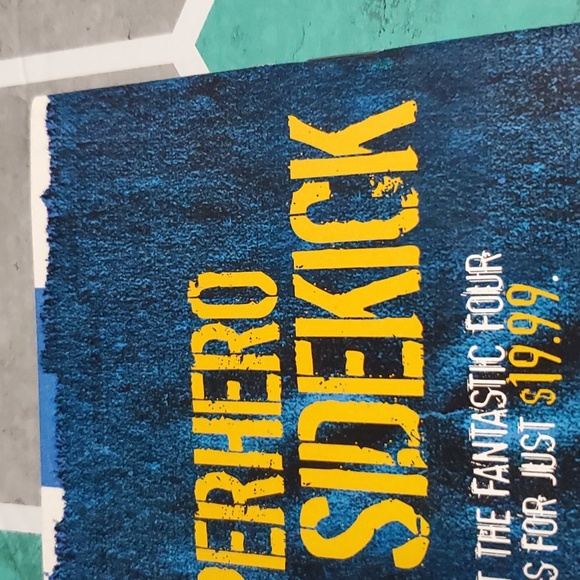 PERHERO
SIDEKICK
THE FANTASTIC FOUR
S FOR JUST $19.99.